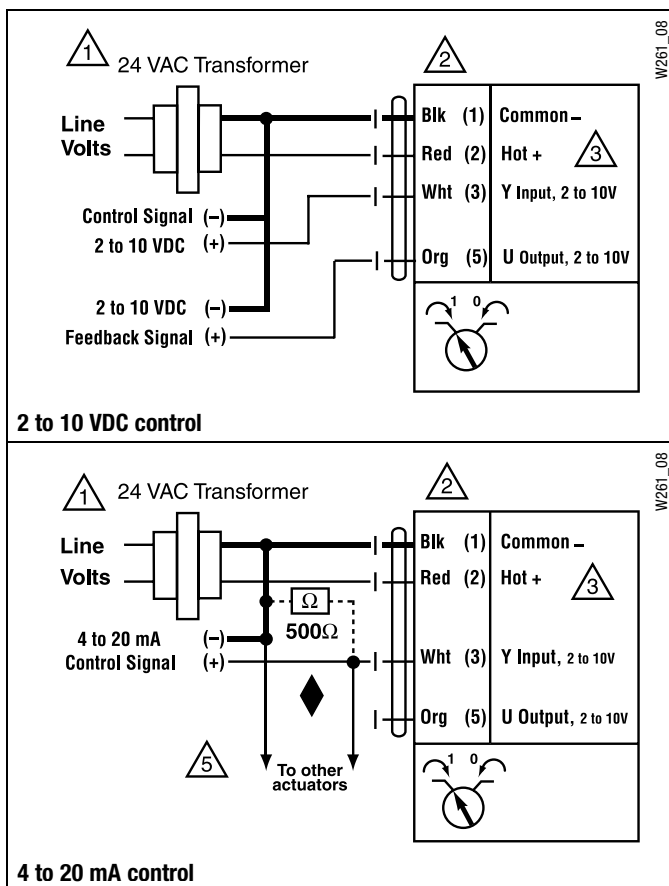 W261_08
1 24 VAC Transformer 2
Line
Volts
Blk (1) Common –
Red (2) Hot + 3
Wht (3) Y Input, 2 to 10V
Control Signal (–)
2 to 10 VDC (+)
Org (5) U Output, 2 to 10V
2 to 10 VDC (–)
Feedback Signal (+)
1 0
2 to 10 VDC control
W261_08
1 24 VAC Transformer 2
Line
Volts
Blk (1) Common –
Red (2) Hot + 3
Ω
500Ω
4 to 20 mA (–)
Control Signal (+)
Wht (3) Y Input, 2 to 10V
Org (5) U Output, 2 to 10V
5
To other
actuators
1 0
4 to 20 mA control